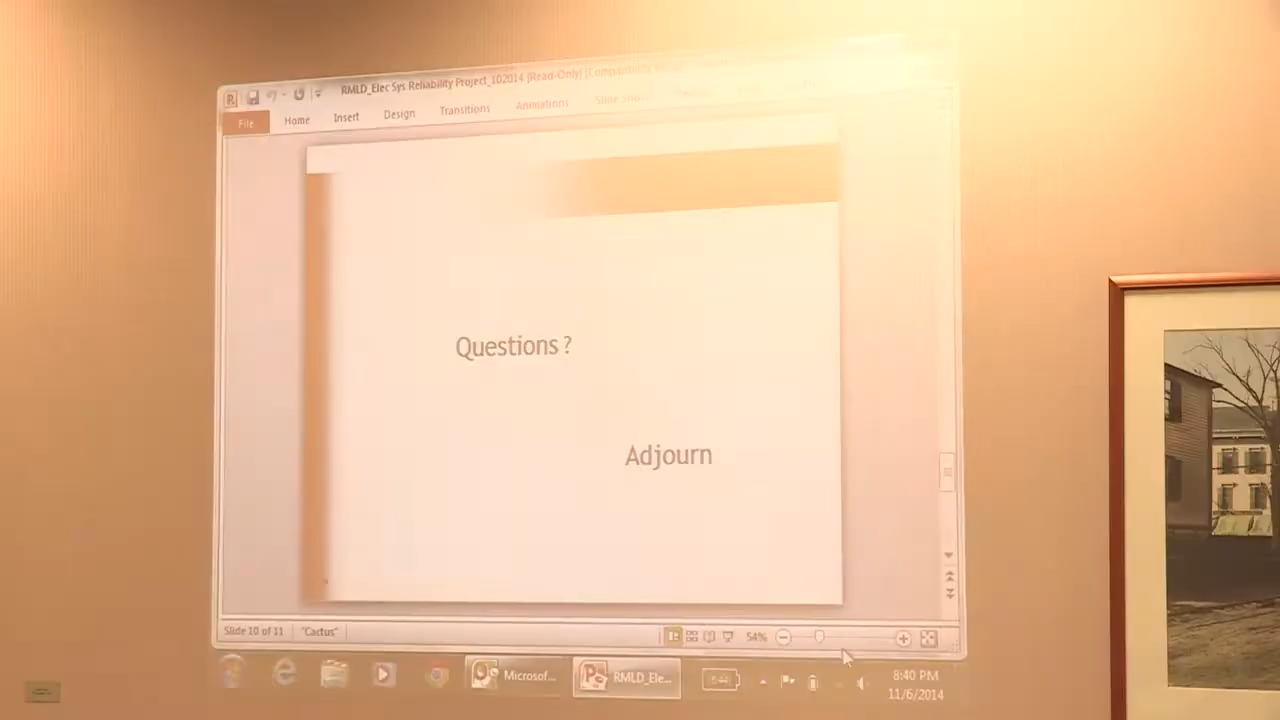 RMLD_Elec Sys Reliability Project_102014 [Read-Only]
File Home Insert Design Transitions Animations Slide
Questions ?
Adjourn
Slide 10 of 11 "Cactus" 54%
Microsof... RMLD_Ele... 8:40 PM
11/6/2014